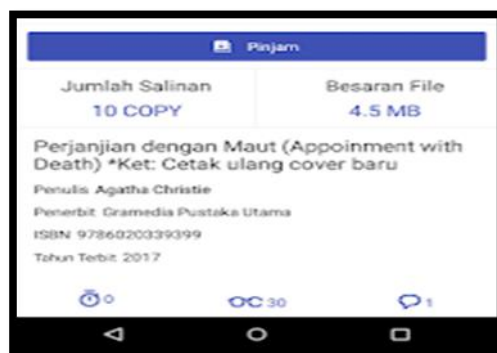 Pinjam
Jumlah Salinan
Besaran File
10 COPY
4.5 MB
Perjanjian dengan Maut (Appoinment with
Death) *Ket: Cetak ulang cover baru
Penulis Agatha Christie
Penerbit Gramedia Pustaka Utama
ISBN 9786020339399
Tahun Terbit 2017
0
30
1